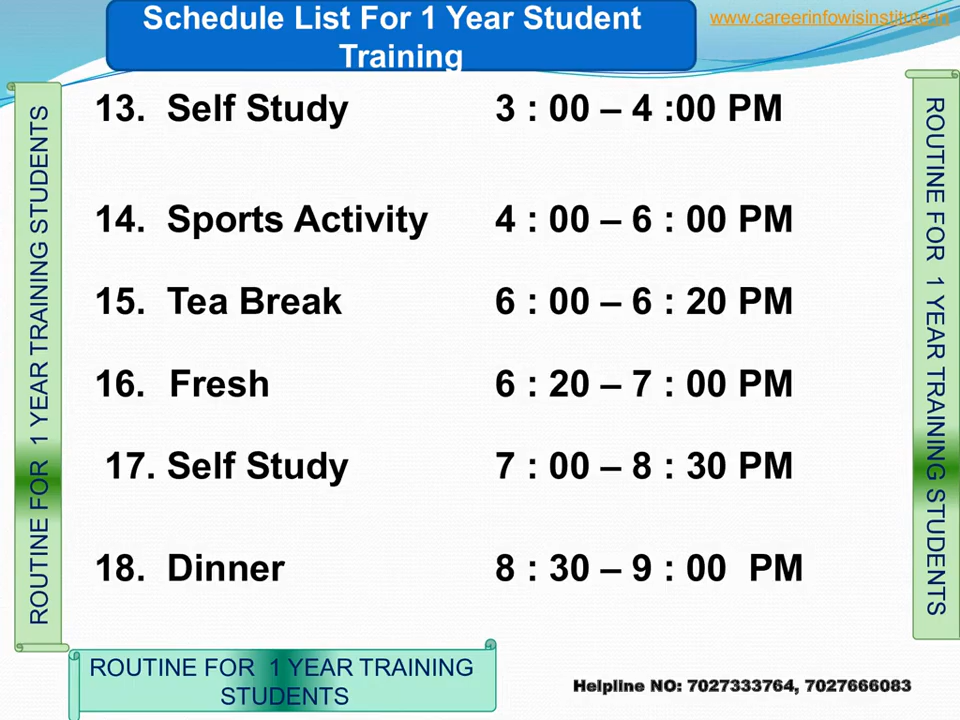 Schedule List For 1 Year Student
Training
www.careerinfowisinstitute.in
ROUTINE FOR 1 YEAR TRAINING STUDENTS
13. Self Study 3 : 00 – 4 :00 PM
14. Sports Activity 4 : 00 – 6 : 00 PM
15. Tea Break 6 : 00 – 6 : 20 PM
16. Fresh 6 : 20 – 7 : 00 PM
17. Self Study 7 : 00 – 8 : 30 PM
18. Dinner 8 : 30 – 9 : 00 PM
ROUTINE FOR 1 YEAR TRAINING STUDENTS
ROUTINE FOR 1 YEAR TRAINING
STUDENTS
Helpline NO: 7027333764, 7027666083